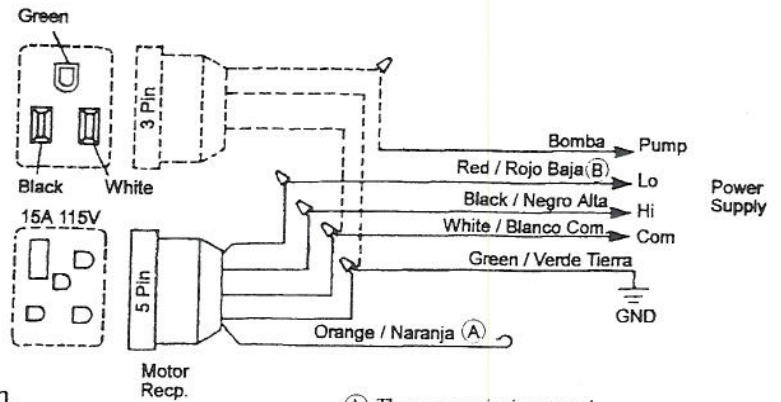 Green
3 Pin
Black
White
Bomba
Pump
Red / Rojo Baja Ⓑ
Lo
Black / Negro Alta
Hi
White / Blanco Com.
Com
Power
Supply
Green / Verde Tierra
GND
15A 115V
5 Pin
Orange / Naranja Ⓐ
Motor
Recp.
Ⓐ